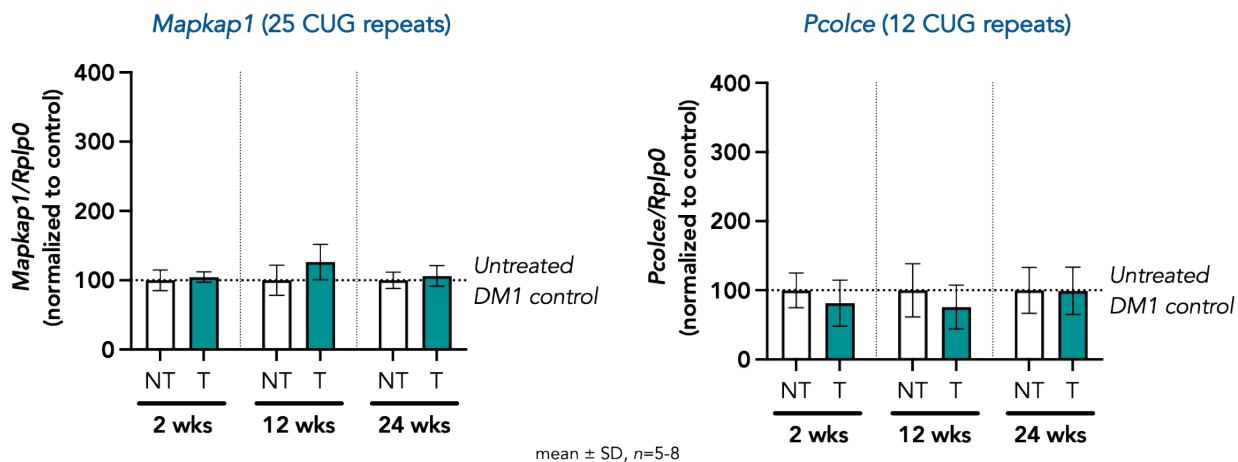 Mapkap1 (25 CUG repeats)
Mapkap1/Rplp0
(normalized to control)
400
300
200
100
0
NT T NT T NT T
2 wks 12 wks 24 wks
Untreated
DM1 control
Pcolce (12 CUG repeats)
Pcolce/Rplp0
(normalized to control)
400
300
200
100
0
NT T NT T NT T
2 wks 12 wks 24 wks
Untreated
DM1 control
mean ± SD, n=5-8